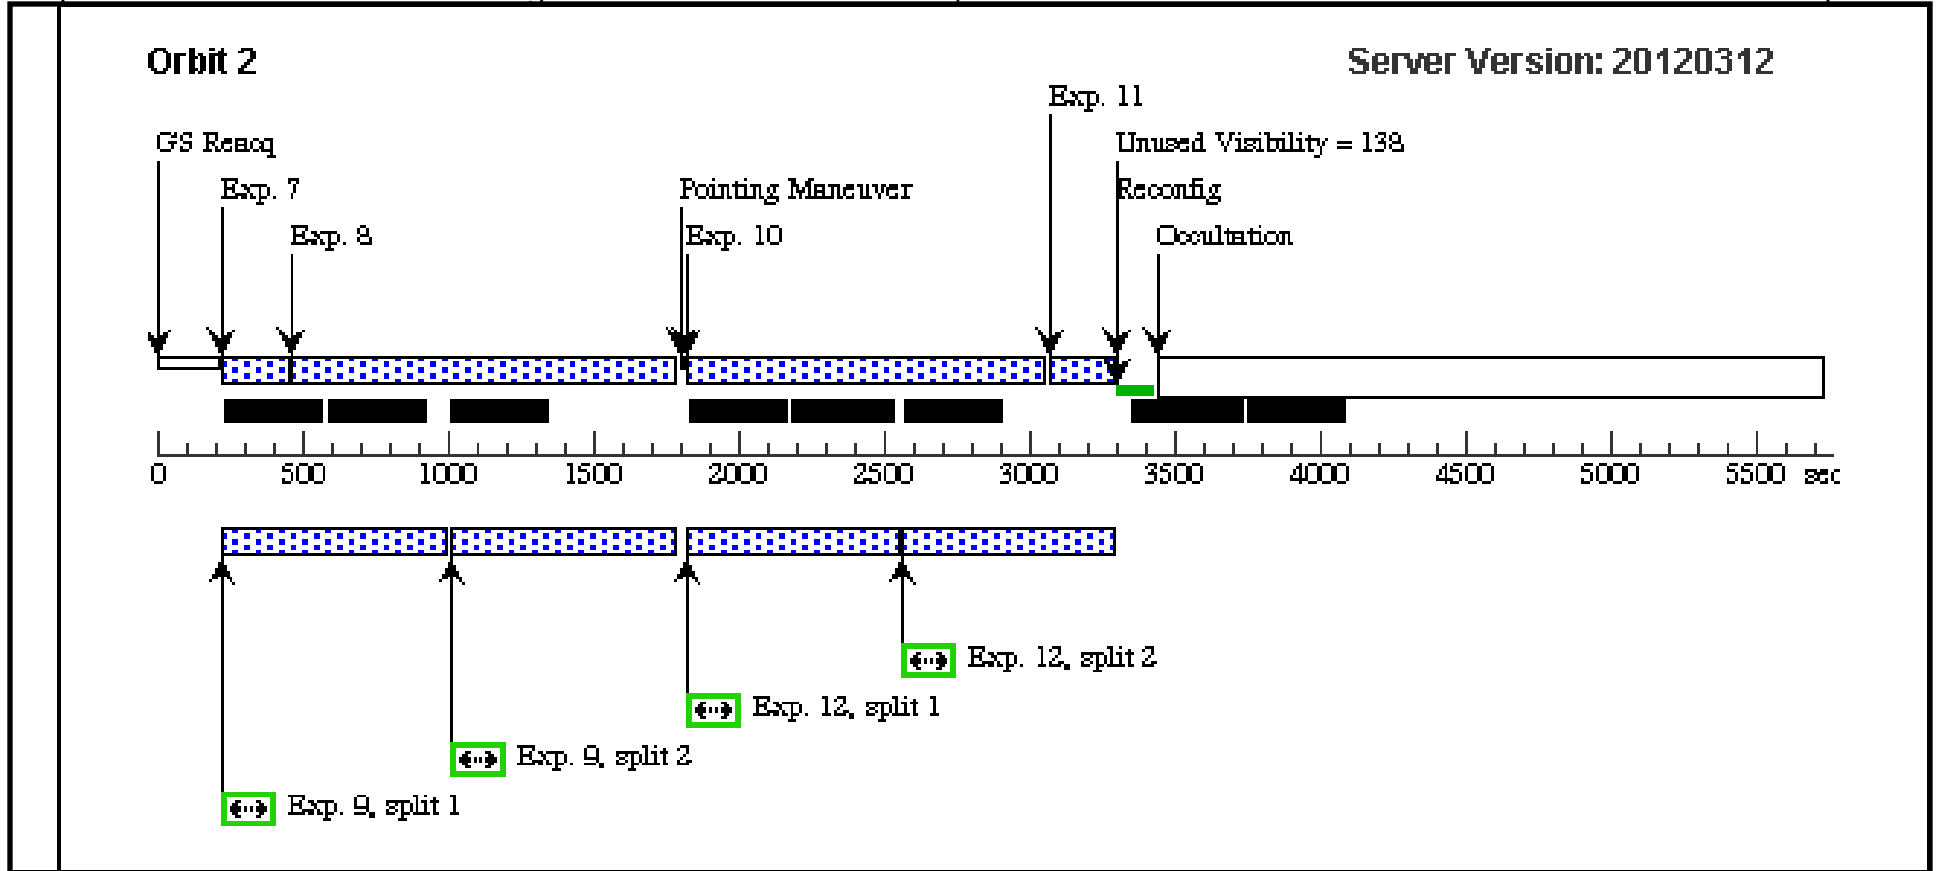 Orbit 2
Server Version: 20120312
Exp. 11
GS Reacq
Unused Visibility = 138
Exp. 7
Pointing Maneuver
Reconfig
Exp. 8
Exp. 10
Occultation
0 500 1000 1500 2000 2500 3000 3500 4000 4500 5000 5500 sec
Exp. 12, split 2
Exp. 12, split 1
Exp. 9, split 2
Exp. 9, split 1